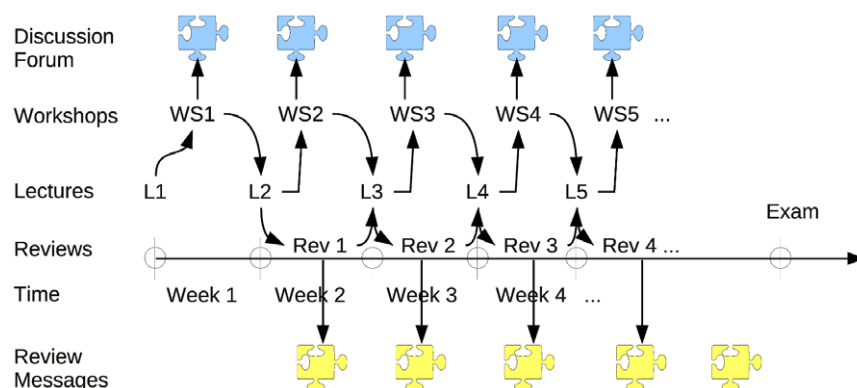 Discussion
Forum
Workshops WS1 WS2 WS3 WS4 WS5 ...
Lectures L1 L2 L3 L4 L5
Exam
Reviews Rev 1 Rev 2 Rev 3 Rev 4 ...
Time Week 1 Week 2 Week 3 Week 4 ...
Review
Messages